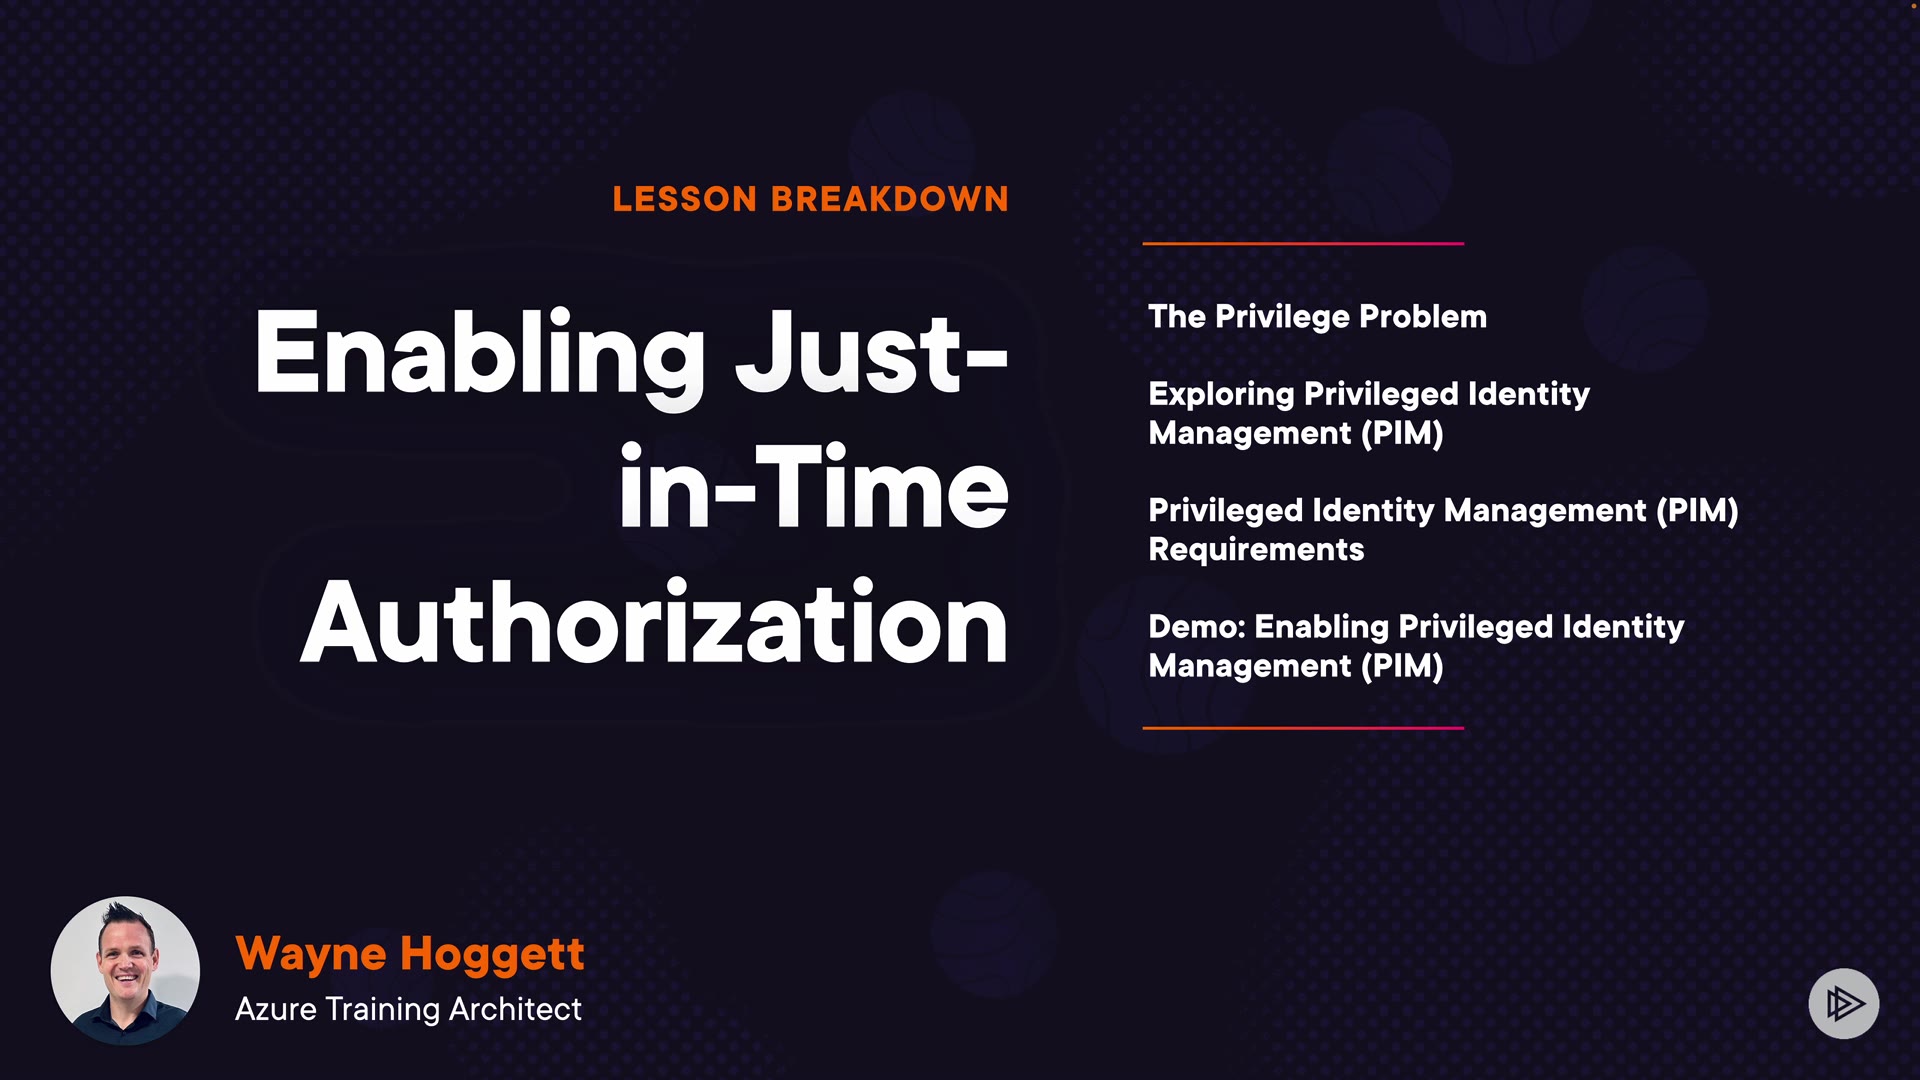 LESSON BREAKDOWN
Enabling Just-
in-Time
Authorization
The Privilege Problem
Exploring Privileged Identity
Management (PIM)
Privileged Identity Management (PIM)
Requirements
Demo: Enabling Privileged Identity
Management (PIM)
Wayne Hoggett
Azure Training Architect